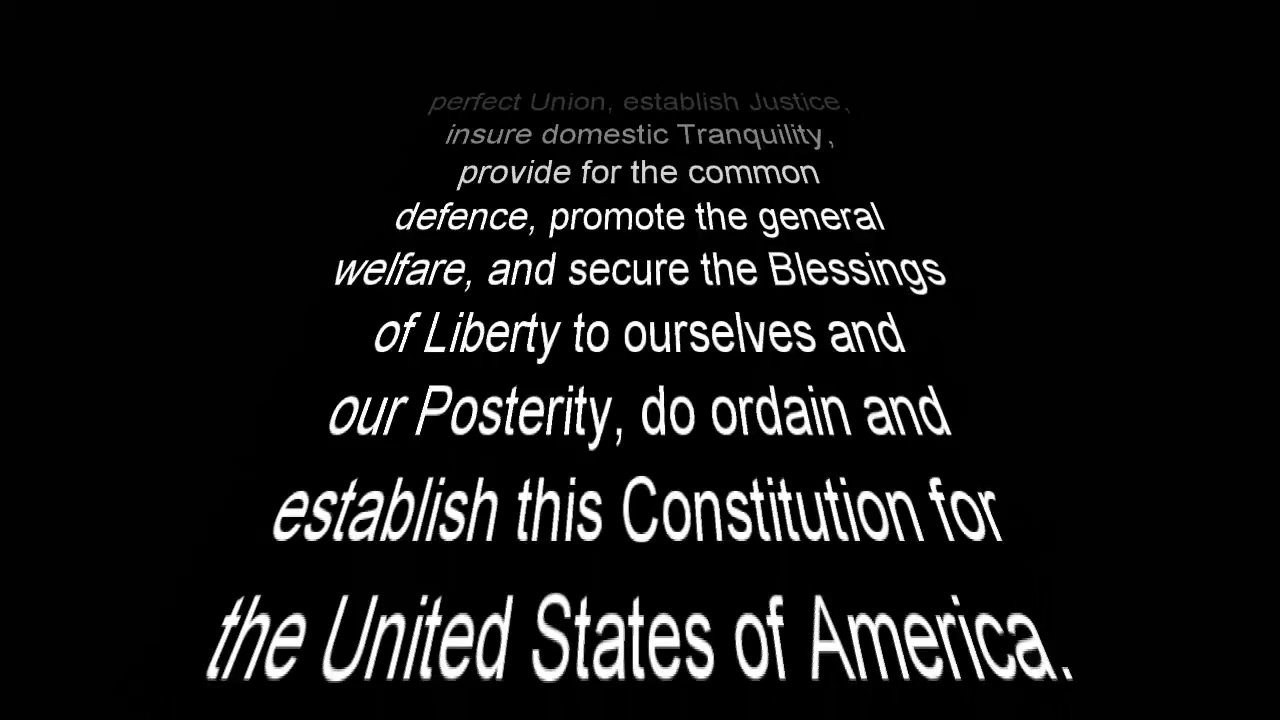 perfect Union, establish Justice,
insure domestic Tranquility,
provide for the common
defence, promote the general
welfare, and secure the Blessings
of Liberty to ourselves and
our Posterity, do ordain and
establish this Constitution for
the United States of America.